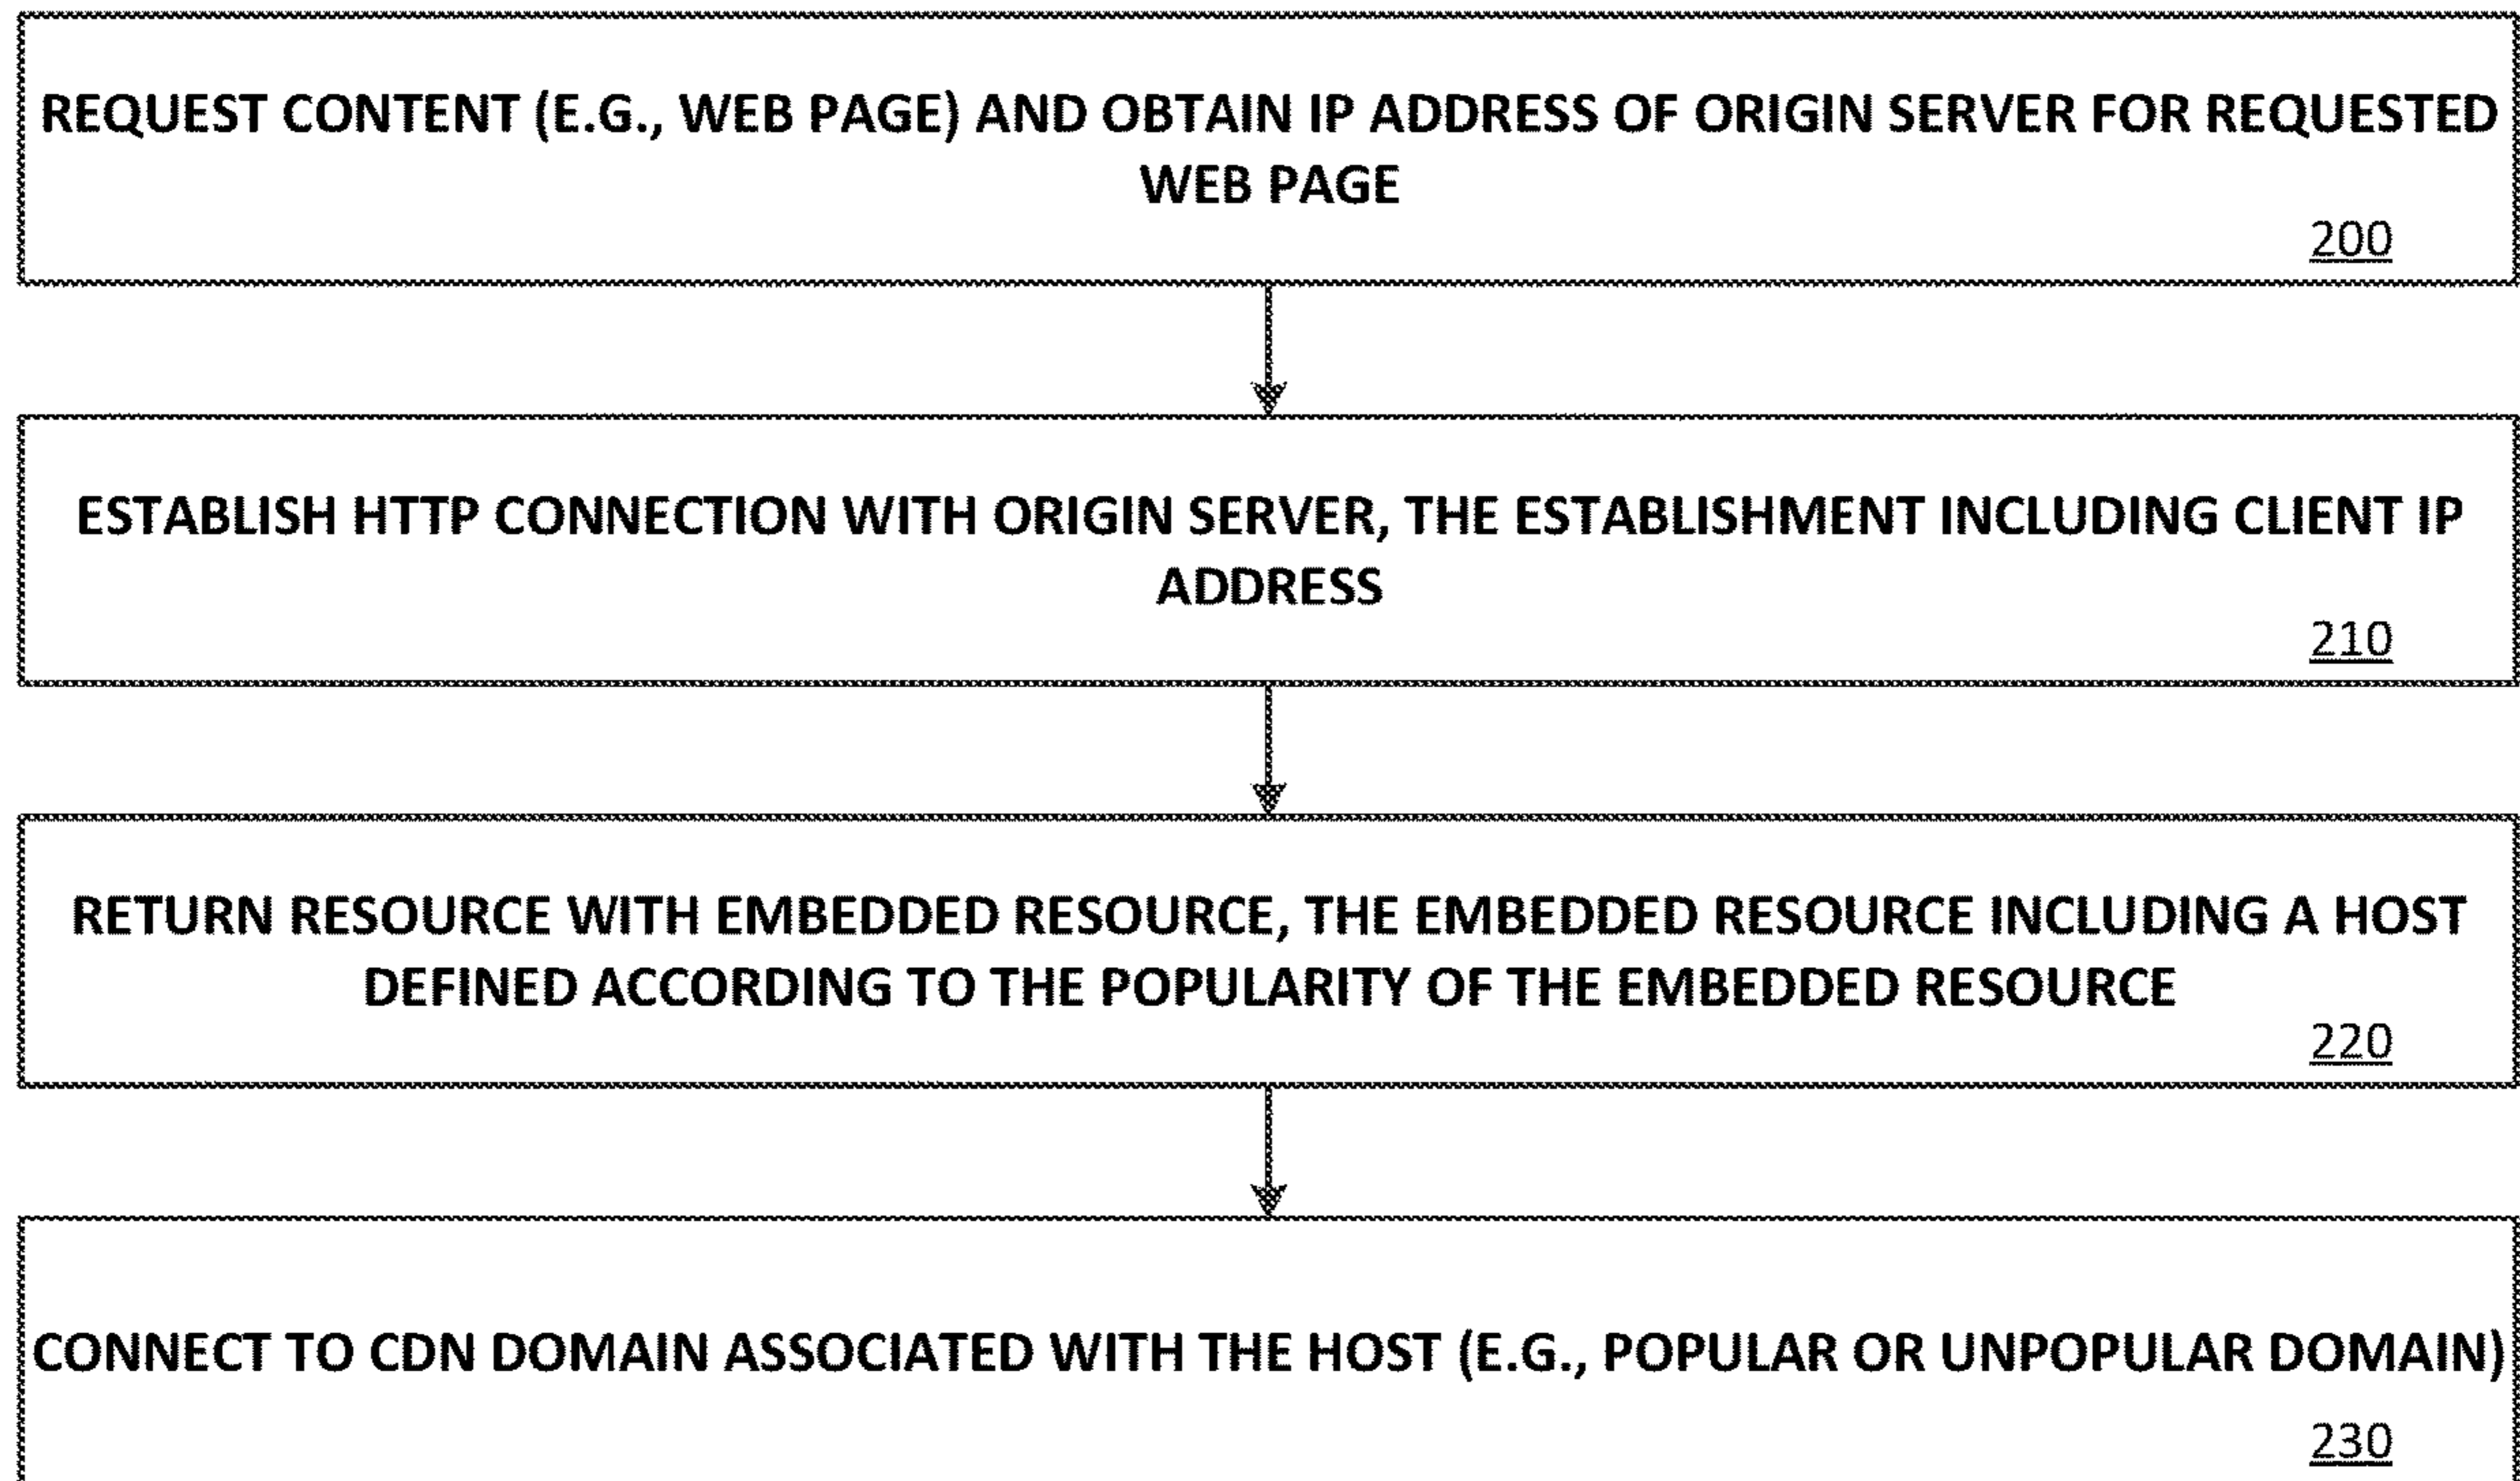 REQUEST CONTENT (E.G., WEB PAGE) AND OBTAIN IP ADDRESS OF ORIGIN SERVER FOR REQUESTED
WEB PAGE
200
ESTABLISH HTTP CONNECTION WITH ORIGIN SERVER, THE ESTABLISHMENT INCLUDING CLIENT IP
ADDRESS
210
RETURN RESOURCE WITH EMBEDDED RESOURCE, THE EMBEDDED RESOURCE INCLUDING A HOST
DEFINED ACCORDING TO THE POPULARITY OF THE EMBEDDED RESOURCE
220
CONNECT TO CDN DOMAIN ASSOCIATED WITH THE HOST (E.G., POPULAR OR UNPOPULAR DOMAIN)
230